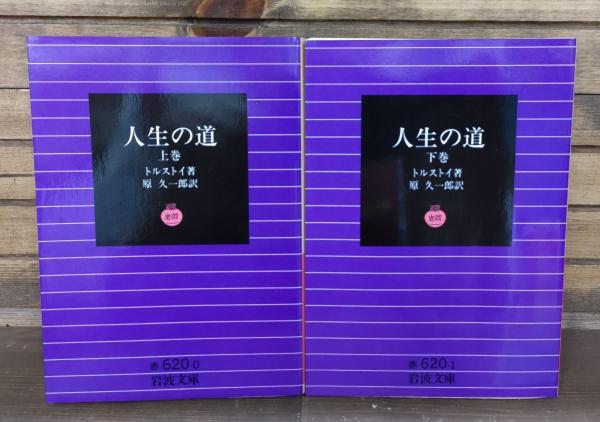 人生の道
上巻
トルストイ著
原 久一郎訳
赤 620-0
岩波文庫
人生の道
下巻
トルストイ著
原 久一郎訳
赤 620-1
岩波文庫